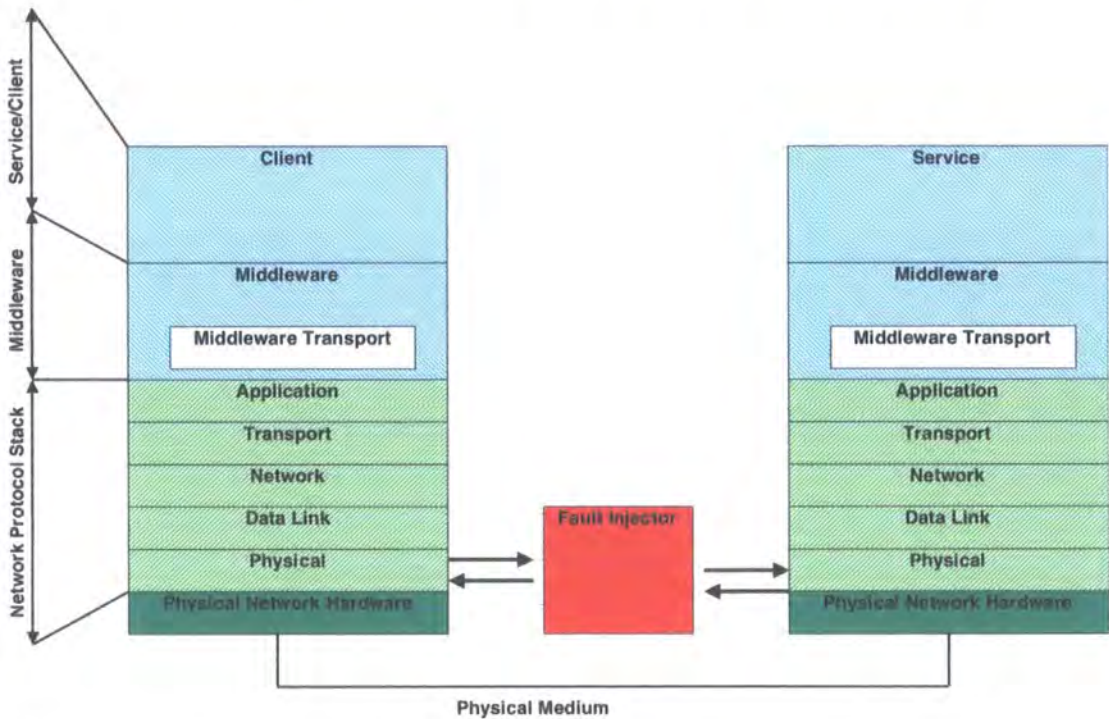 Service/Client
Middleware
Network Protocol Stack
Client
Middleware
Middleware Transport
Application
Transport
Network
Data Link
Physical
Physical Network Hardware
Fault Injector
Service
Middleware
Middleware Transport
Application
Transport
Network
Data Link
Physical
Physical Network Hardware
Physical Medium